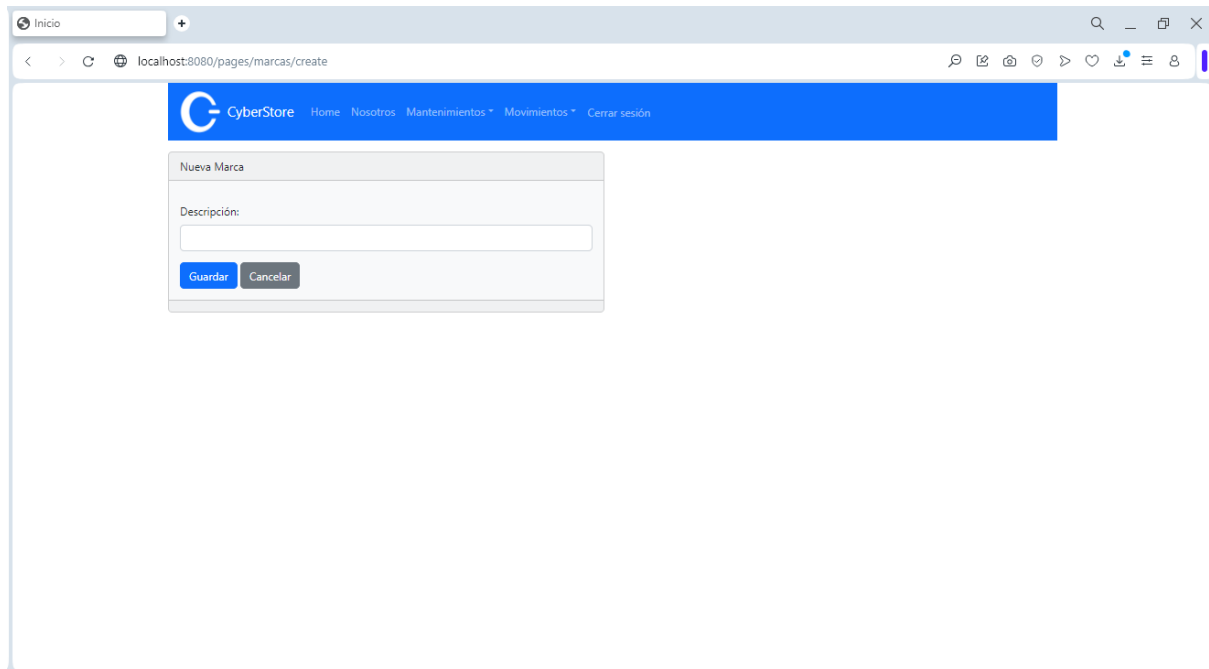 Inicio
localhost:8080/pages/marcas/create
CyberStore Home Nosotros Mantenimientos Movimientos Cerrar sesión
Nueva Marca
Descripción:
Guardar Cancelar